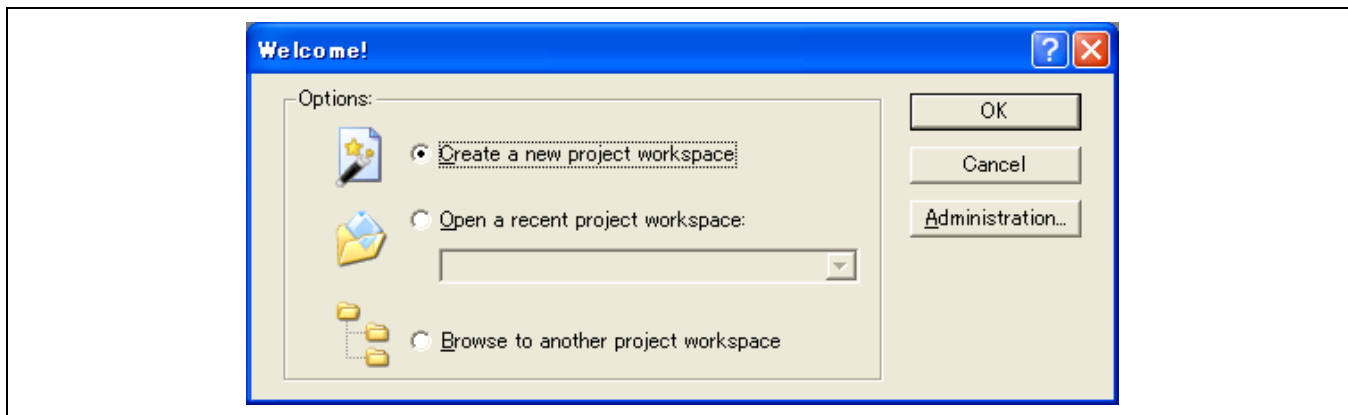 Welcome!
Options:
Create a new project workspace
Open a recent project workspace:
Browse to another project workspace
OK
Cancel
Administration...